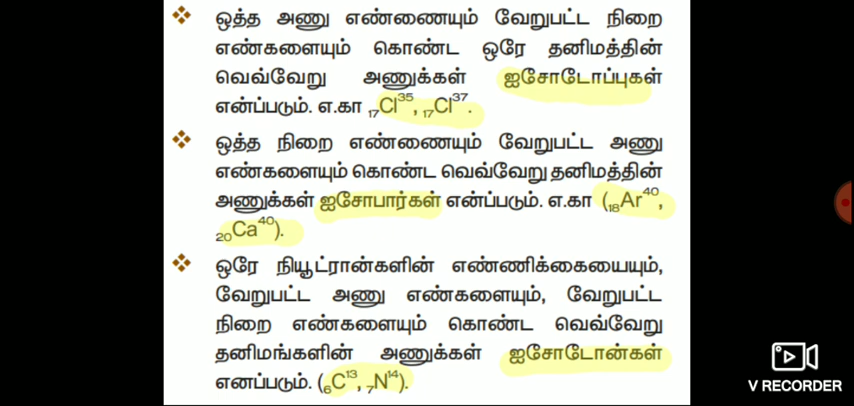 ❖ ஒத்த அணு எண்ணையும் வேறுபட்ட நிறை
எண்களையும் கொண்ட ஒரே தனிமத்தின்
வெவ்வேறு அணுக்கள் ஐசோடோப்புகள்
என்ப்படும். எ.கா ₁₇Cl³⁵, ₁₇Cl³⁷.
❖ ஒத்த நிறை எண்ணையும் வேறுபட்ட அணு
எண்களையும் கொண்ட வெவ்வேறு தனிமத்தின்
அணுக்கள் ஐசோபார்கள் என்ப்படும். எ.கா (₁₈Ar⁴⁰,
₂₀Ca⁴⁰).
❖ ஒரே நியூட்ரான்களின் எண்ணிக்கையையும்,
வேறுபட்ட அணு எண்களையும், வேறுபட்ட
நிறை எண்களையும் கொண்ட வெவ்வேறு
தனிமங்களின் அணுக்கள் ஐசோடோன்கள்
எனப்படும். (₆C¹³, ₇N¹⁴).
V RECORDER